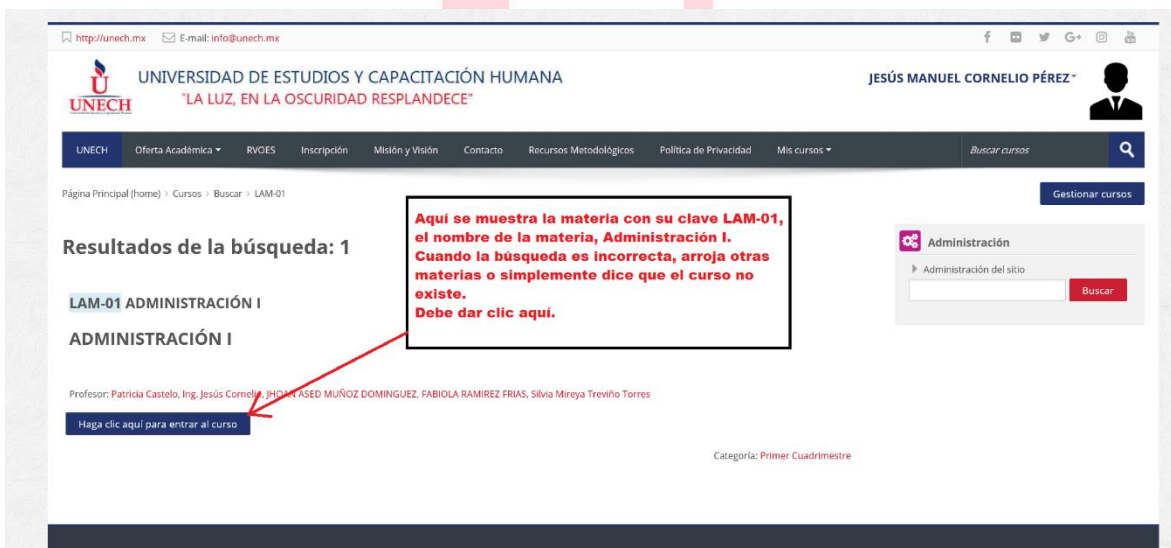 http://unech.mx E-mail: info@unech.mx
UNECH
UNIVERSIDAD DE ESTUDIOS Y CAPACITACIÓN HUMANA
"LA LUZ, EN LA OSCURIDAD RESPLANDECE"
JESÚS MANUEL CORNELIO PÉREZ
UNECH Oferta Académica RVOES Inscripción Misión y Visión Contacto Recursos Metodológicos Política de Privacidad Mis cursos Buscar cursos
Página Principal (home) > Cursos > Buscar > LAM-01
Gestionar cursos
Resultados de la búsqueda: 1
Aquí se muestra la materia con su clave LAM-01,
el nombre de la materia, Administración I.
Cuando la búsqueda es incorrecta, arroja otras
materias o simplemente dice que el curso no
existe.
Debe dar clic aquí.
Administración
Administración del sitio
Buscar
LAM-01 ADMINISTRACIÓN I
ADMINISTRACIÓN I
Profesor: Patricia Castelo, Ing. Jesús Cornelio, JHOAN ASED MUÑOZ DOMINGUEZ, FABIOLA RAMIREZ FRIAS, Silvia Mireya Treviño Torres
Haga clic aquí para entrar al curso
Categoría: Primer Cuadrimestre